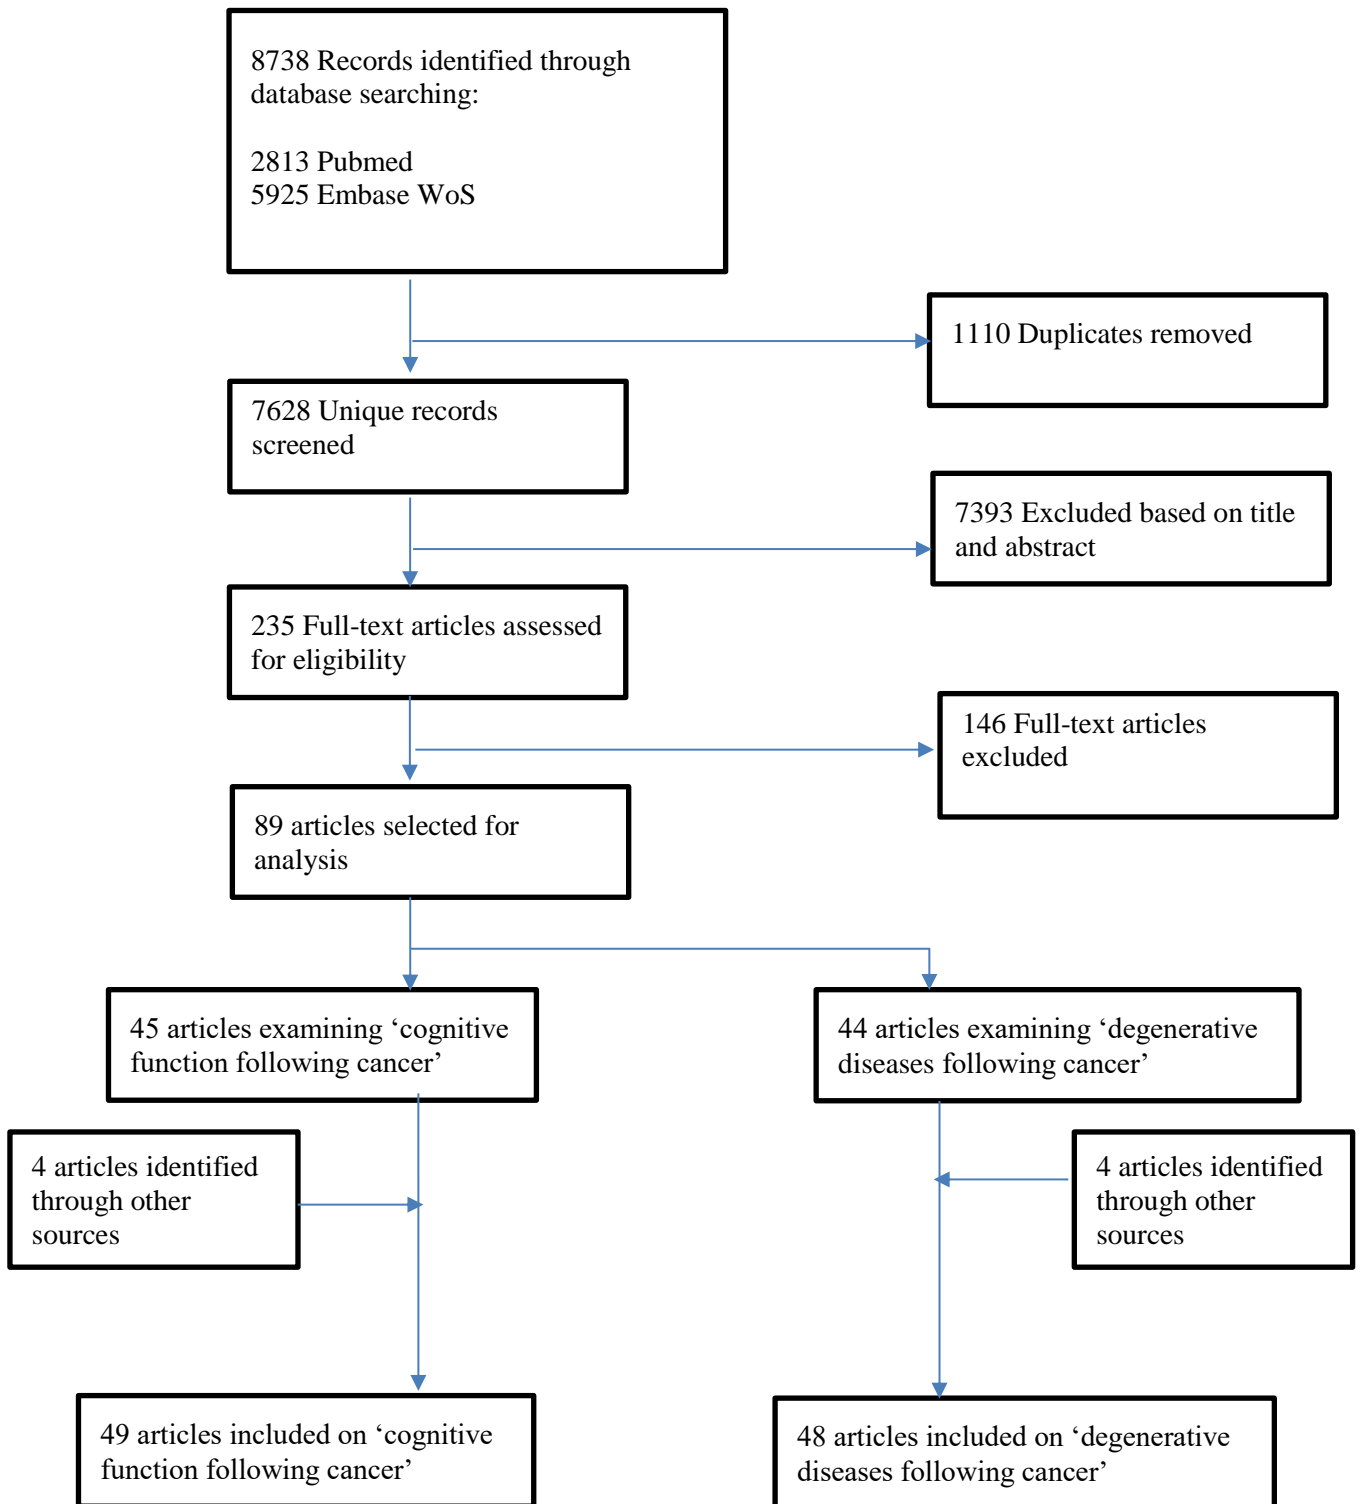 8738 Records identified through
database searching:
2813 Pubmed
5925 Embase WoS
1110 Duplicates removed
7628 Unique records
screened
7393 Excluded based on title
and abstract
235 Full-text articles assessed
for eligibility
146 Full-text articles
excluded
89 articles selected for
analysis
45 articles examining ‘cognitive
function following cancer’
44 articles examining ‘degenerative
diseases following cancer’
4 articles identified
through other
sources
4 articles identified
through other
sources
49 articles included on ‘cognitive
function following cancer’
48 articles included on ‘degenerative
diseases following cancer’